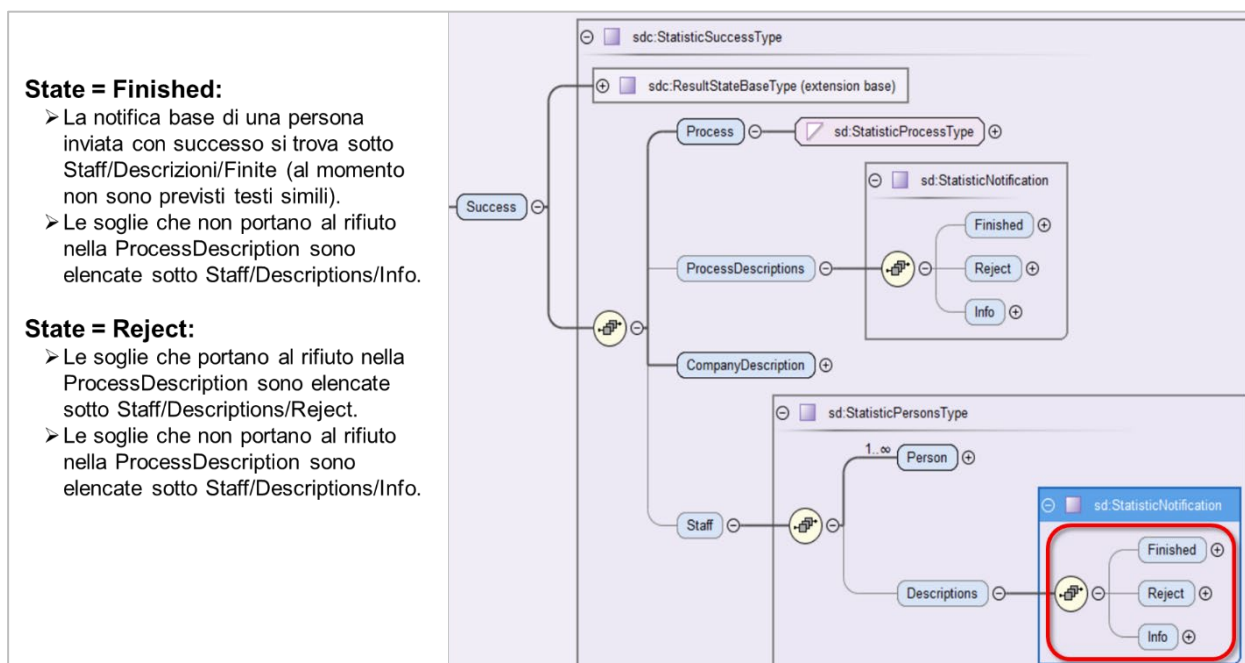 State = Finished:
➢ La notifica base di una persona
inviata con successo si trova sotto
Staff/Descrizioni/Finite (al momento
non sono previsti testi simili).
➢ Le soglie che non portano al rifiuto
nella ProcessDescription sono
elencate sotto Staff/Descriptions/Info.
State = Reject:
➢ Le soglie che portano al rifiuto nella
ProcessDescription sono elencate
sotto Staff/Descriptions/Reject.
➢ Le soglie che non portano al rifiuto
nella ProcessDescription sono
elencate sotto Staff/Descriptions/Info.
sdc:StatisticSuccessType
sdc:ResultStateBaseType (extension base)
Process
sd:StatisticProcessType
sd:StatisticNotification
Success
Finished
ProcessDescriptions
Reject
Info
CompanyDescription
sd:StatisticPersonsType
1..∞
Person
Staff
sd:StatisticNotification
Finished
Descriptions
Reject
Info